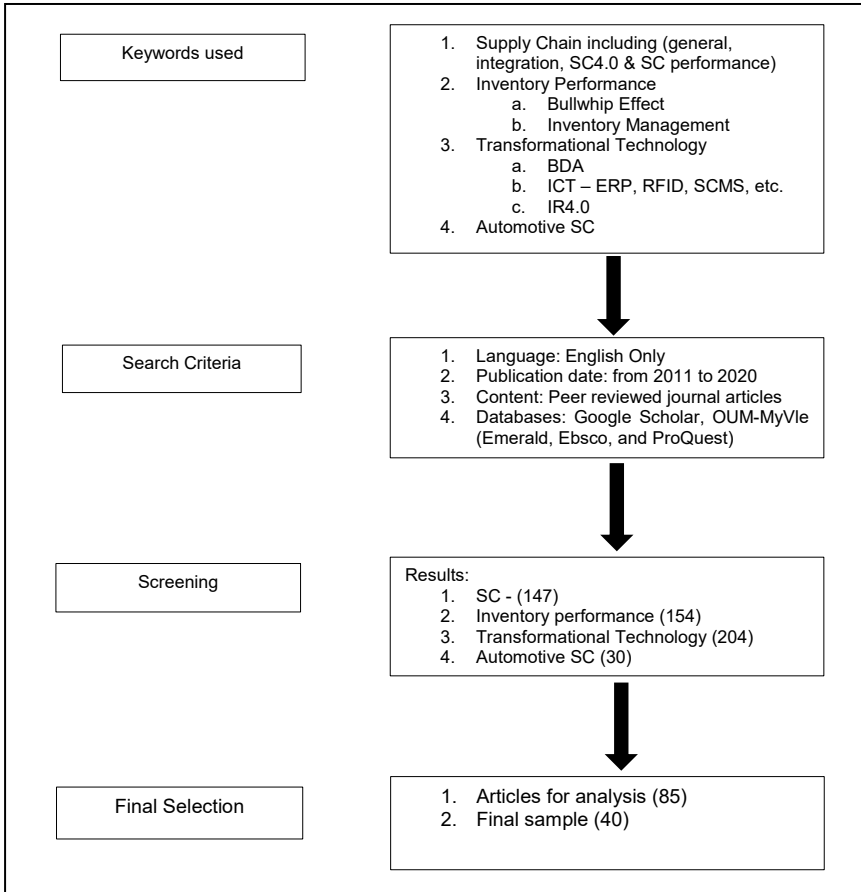 Keywords used
1. Supply Chain including (general,
integration, SC4.0 & SC performance)
2. Inventory Performance
a. Bullwhip Effect
b. Inventory Management
3. Transformational Technology
a. BDA
b. ICT – ERP, RFID, SCMS, etc.
c. IR4.0
4. Automotive SC
Search Criteria
1. Language: English Only
2. Publication date: from 2011 to 2020
3. Content: Peer reviewed journal articles
4. Databases: Google Scholar, OUM-MyVle
(Emerald, Ebsco, and ProQuest)
Screening
Results:
1. SC - (147)
2. Inventory performance (154)
3. Transformational Technology (204)
4. Automotive SC (30)
Final Selection
1. Articles for analysis (85)
2. Final sample (40)